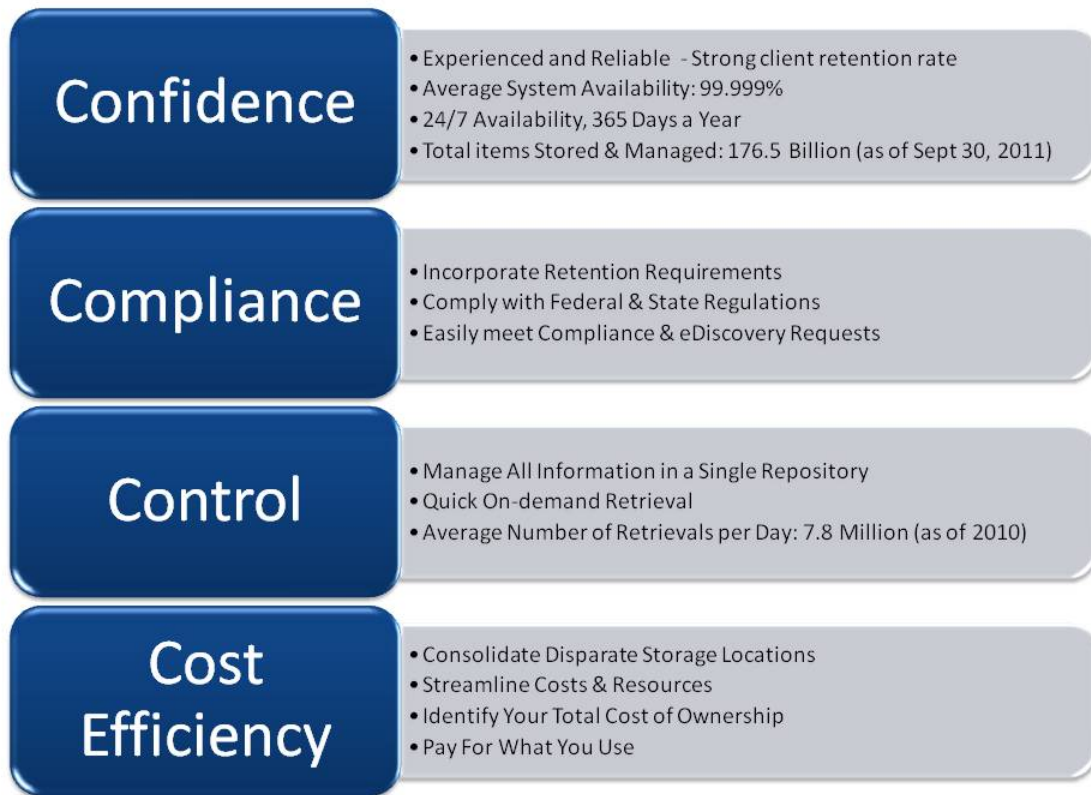 Confidence
• Experienced and Reliable - Strong client retention rate
• Average System Availability: 99.999%
• 24/7 Availability, 365 Days a Year
• Total items Stored & Managed: 176.5 Billion (as of Sept 30, 2011)
Compliance
• Incorporate Retention Requirements
• Comply with Federal & State Regulations
• Easily meet Compliance & eDiscovery Requests
Control
• Manage All Information in a Single Repository
• Quick On-demand Retrieval
• Average Number of Retrievals per Day: 7.8 Million (as of 2010)
Cost
Efficiency
• Consolidate Disparate Storage Locations
• Streamline Costs & Resources
• Identify Your Total Cost of Ownership
• Pay For What You Use